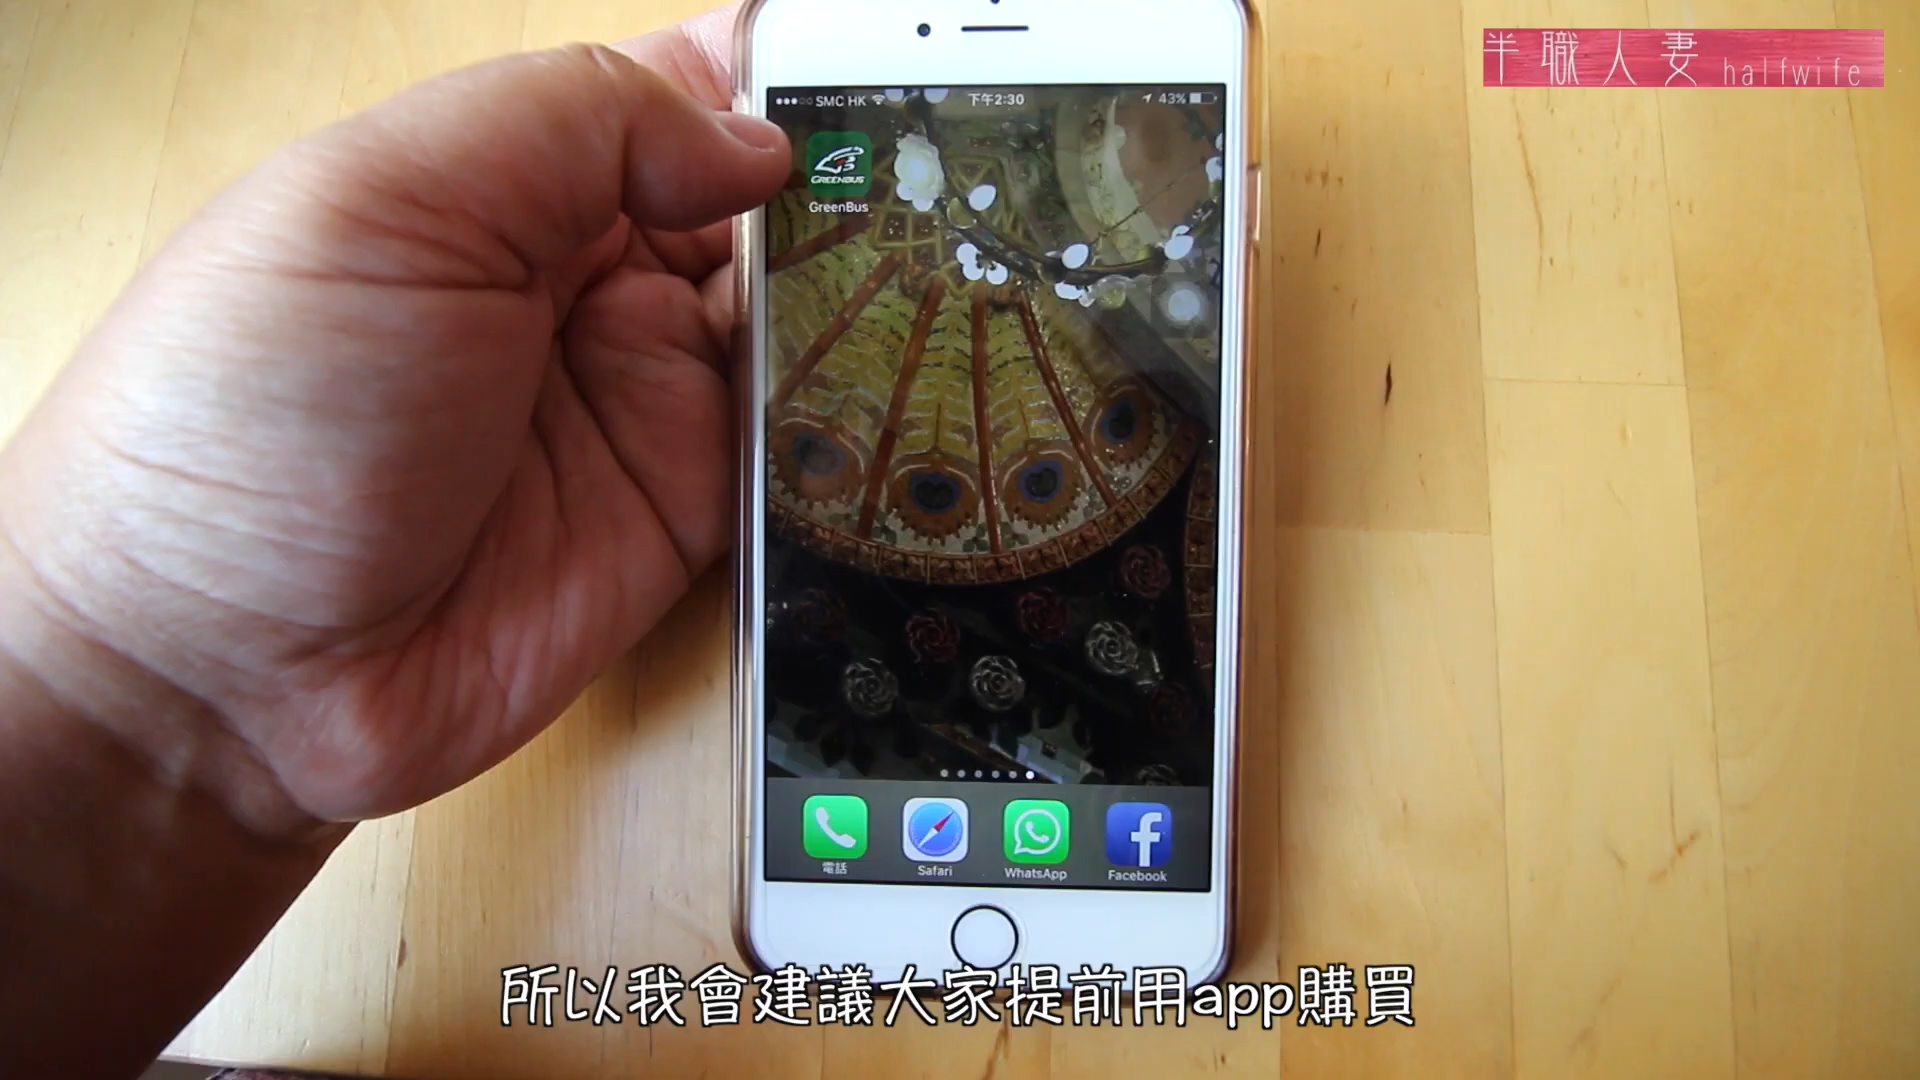 半職人妻 halfwife
SMC HK 下午2:30 43%
GREENBUS
GreenBus
電話 Safari WhatsApp Facebook
所以我會建議大家提前用app購買